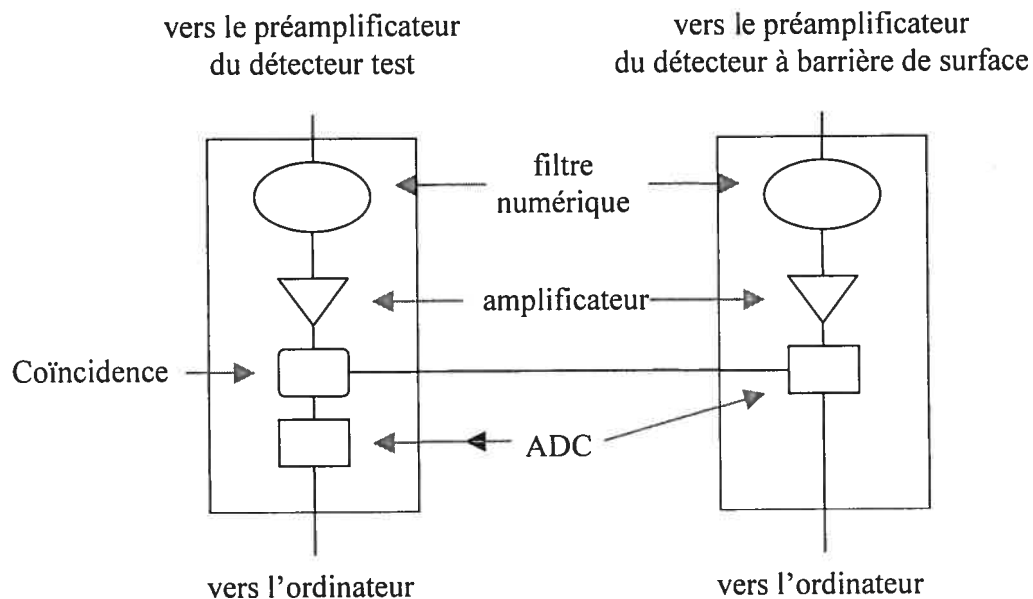 vers le préamplificateur
du détecteur test
vers le préamplificateur
du détecteur à barrière de surface
filtre
numérique
amplificateur
Coïncidence
ADC
vers l'ordinateur
vers l'ordinateur